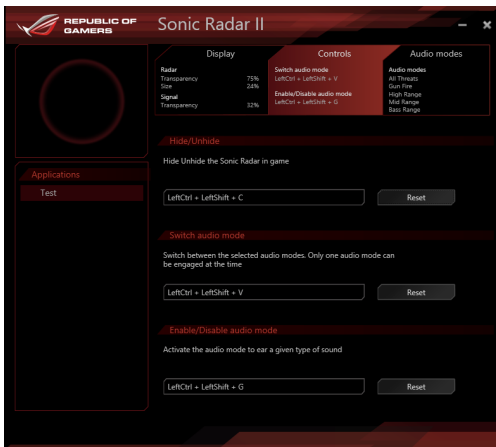 REPUBLIC OF
GAMERS
Sonic Radar II
Display
Radar
Transparency 75%
Size 24%
Signal
Transparency 32%
Controls
Switch audio mode
LeftCtrl + LeftShift + V
Enable/Disable audio mode
LeftCtrl + LeftShift + G
Audio modes
Audio modes
All Threats
Gun Fire
High Range
Mid Range
Bass Range
Applications
Test
Hide/Unhide
Hide Unhide the Sonic Radar in game
LeftCtrl + LeftShift + C
Reset
Switch audio mode
Switch between the selected audio modes. Only one audio mode can
be engaged at the time
LeftCtrl + LeftShift + V
Reset
Enable/Disable audio mode
Activate the audio mode to ear a given type of sound
LeftCtrl + LeftShift + G
Reset